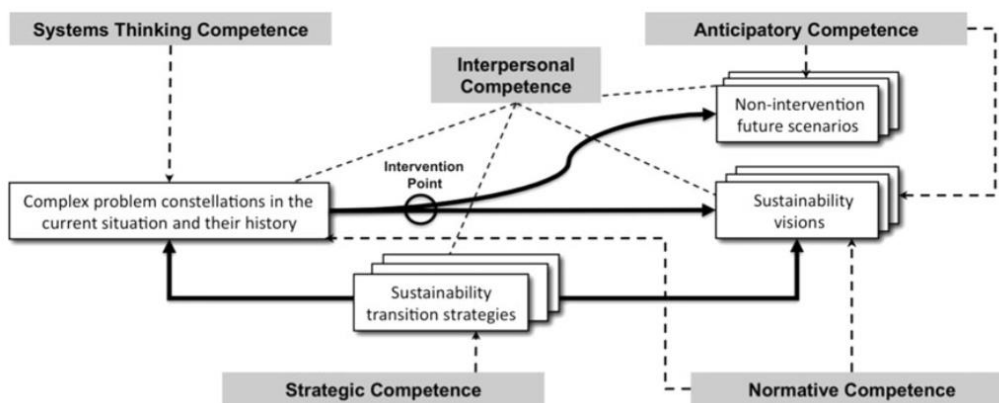 Systems Thinking Competence
Anticipatory Competence
Interpersonal
Competence
Non-intervention
future scenarios
Intervention
Point
Complex problem constellations in the
current situation and their history
Sustainability
visions
Sustainability
transition strategies
Strategic Competence
Normative Competence